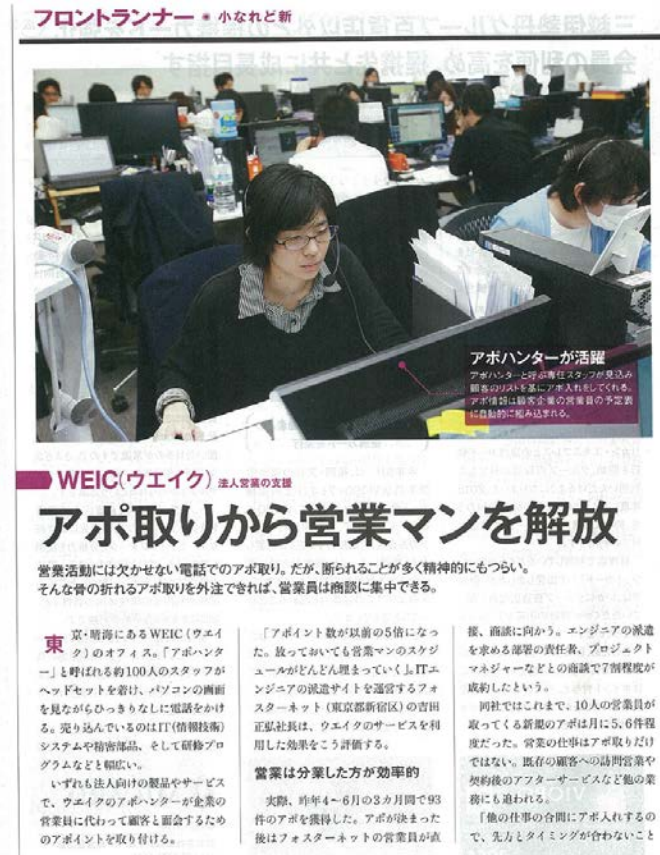 フロントランナー ● 小なれど新
アポハンターが活躍
アポハンターと呼ぶ専任スタッフが見込み
顧客のリストを基にアポ入れをしてくれる。
アポ情報は顧客企業の営業員の予定表
に自動的に組み込まれる。
WEIC(ウエイク) 法人営業の支援
アポ取りから営業マンを解放
営業活動には欠かせない電話でのアポ取り。だが、断られることが多く精神的にもつらい。
そんな骨の折れるアポ取りを外注できれば、営業員は商談に集中できる。
東京・晴海にあるWEIC(ウエイ
ク)のオフィス。「アポハンタ
ー」と呼ばれる約100人のスタッフが
ヘッドセットを着け、パソコンの画面
を見ながらひっきりなしに電話をかけ
る。売り込んでいるのはIT(情報技術)
システムや精密部品、そして研修プロ
グラムなどと幅広い。
いずれも法人向けの製品やサービス
で、ウエイクのアポハンターが企業の
営業員に代わって顧客と面会するため
のアポイントを取り付ける。
「アポイント数が以前の5倍になっ
た。放っておいても営業マンのスケジ
ュールがどんどん埋まっていく」。ITエ
ンジニアの派遣サイトを運営するフォ
スターネット(東京都新宿区)の吉田
正弘社長は、ウエイクのサービスを利
用した効果をこう評価する。
営業は分業した方が効率的
実際、昨年4~6月の3カ月間で93
件のアポを獲得した。アポが決まった
後はフォスターネットの営業員が直
接、商談に向かう。エンジニアの派遣
を求める部署の責任者、プロジェクト
マネジャーなどとの商談で7割程度が
成約したという。
同社ではこれまで、10人の営業員が
取ってくる新規のアポは月に5、6件程
度だった。営業の仕事はアポ取りだけ
ではない。既存の顧客への訪問営業や
契約後のアフターサービスなど他の業
務にも追われる。
「他の仕事の合間にアポ入れするの
で、先方とタイミングが合わないこと